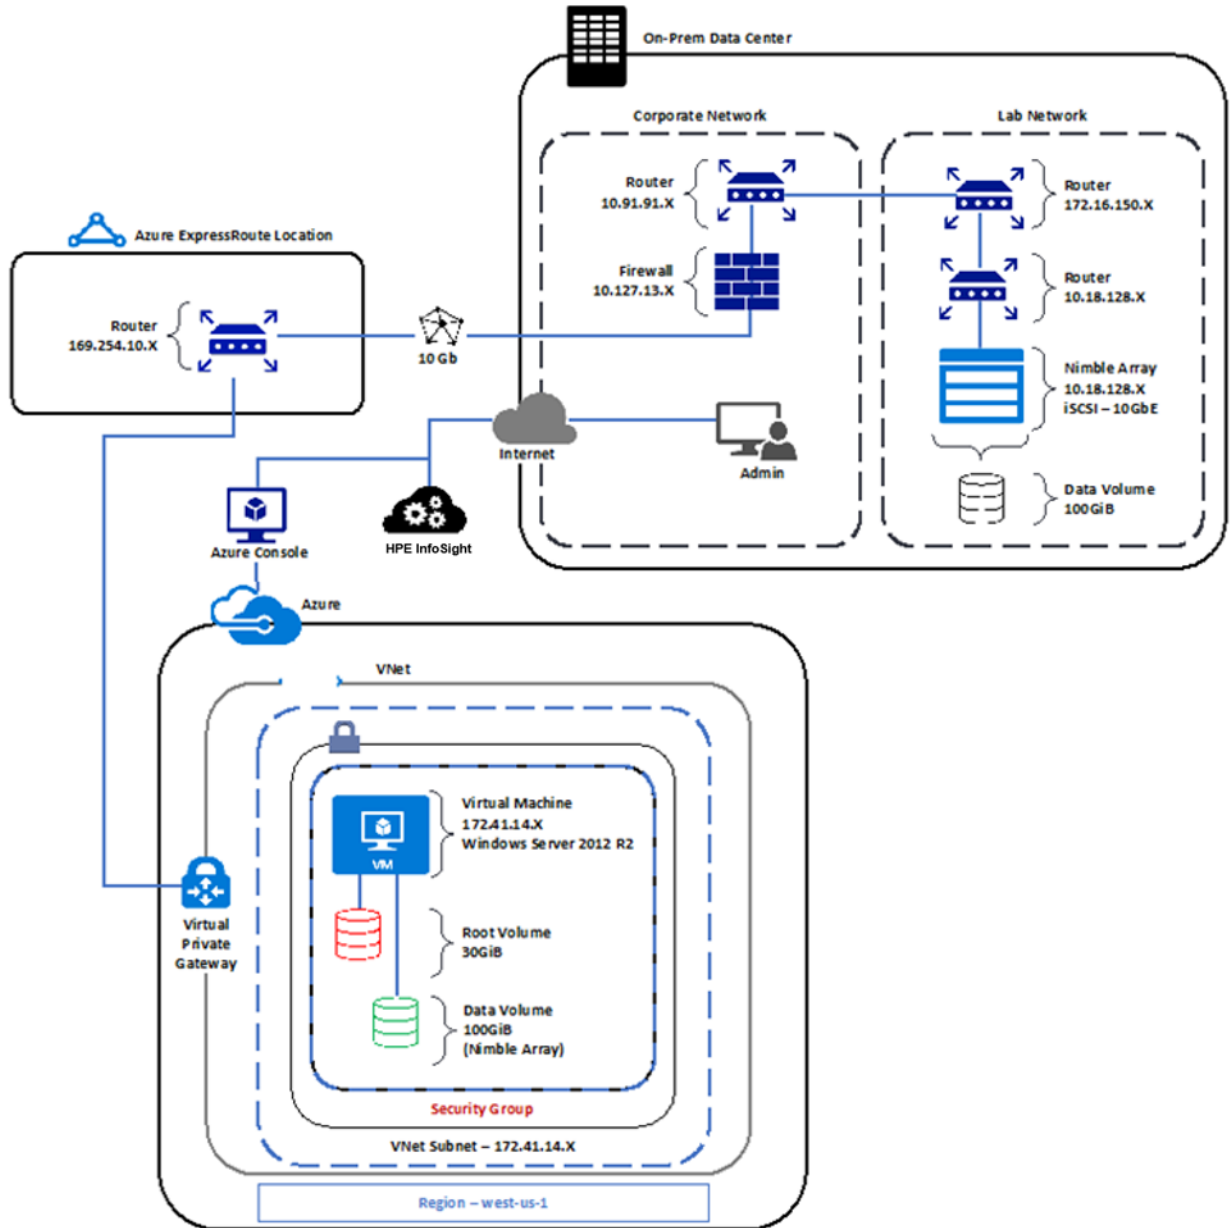 On-Prem Data Center
Corporate Network
Lab Network
Router
10.91.91.X
Router
172.16.150.X
Firewall
10.127.13.X
Router
10.18.128.X
Azure ExpressRoute Location
Router
169.254.10.X
10 Gb
Nimble Array
10.18.128.X
iSCSI – 10GbE
Internet
Admin
Data Volume
100GiB
Azure Console
HPE InfoSight
Azure
VNet
Virtual Machine
172.41.14.X
Windows Server 2012 R2
VM
Virtual
Private
Gateway
Root Volume
30GiB
Data Volume
100GiB
(Nimble Array)
Security Group
VNet Subnet – 172.41.14.X
Region – west-us-1